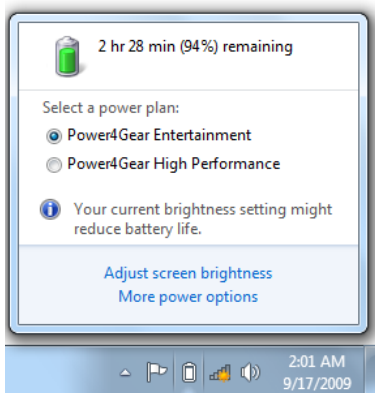 2 hr 28 min (94%) remaining
Select a power plan:
Power4Gear Entertainment
Power4Gear High Performance
Your current brightness setting might
reduce battery life.
Adjust screen brightness
More power options
2:01 AM
9/17/2009